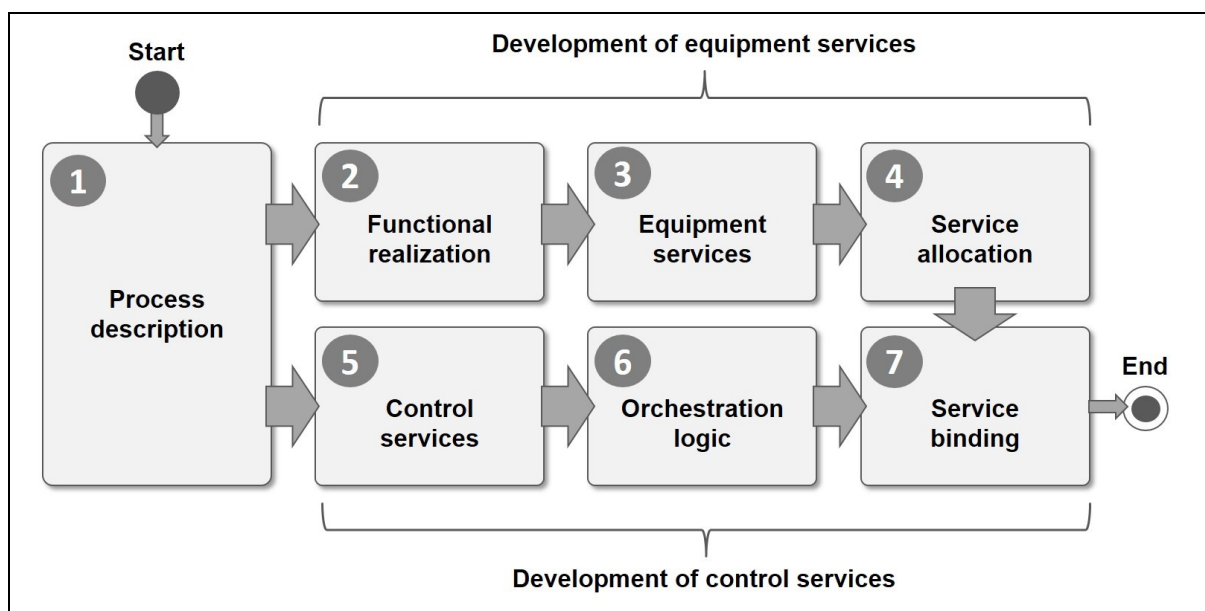 Development of equipment services
Start
1
Process
description
2
Functional
realization
3
Equipment
services
4
Service
allocation
5
Control
services
6
Orchestration
logic
7
Service
binding
End
Development of control services